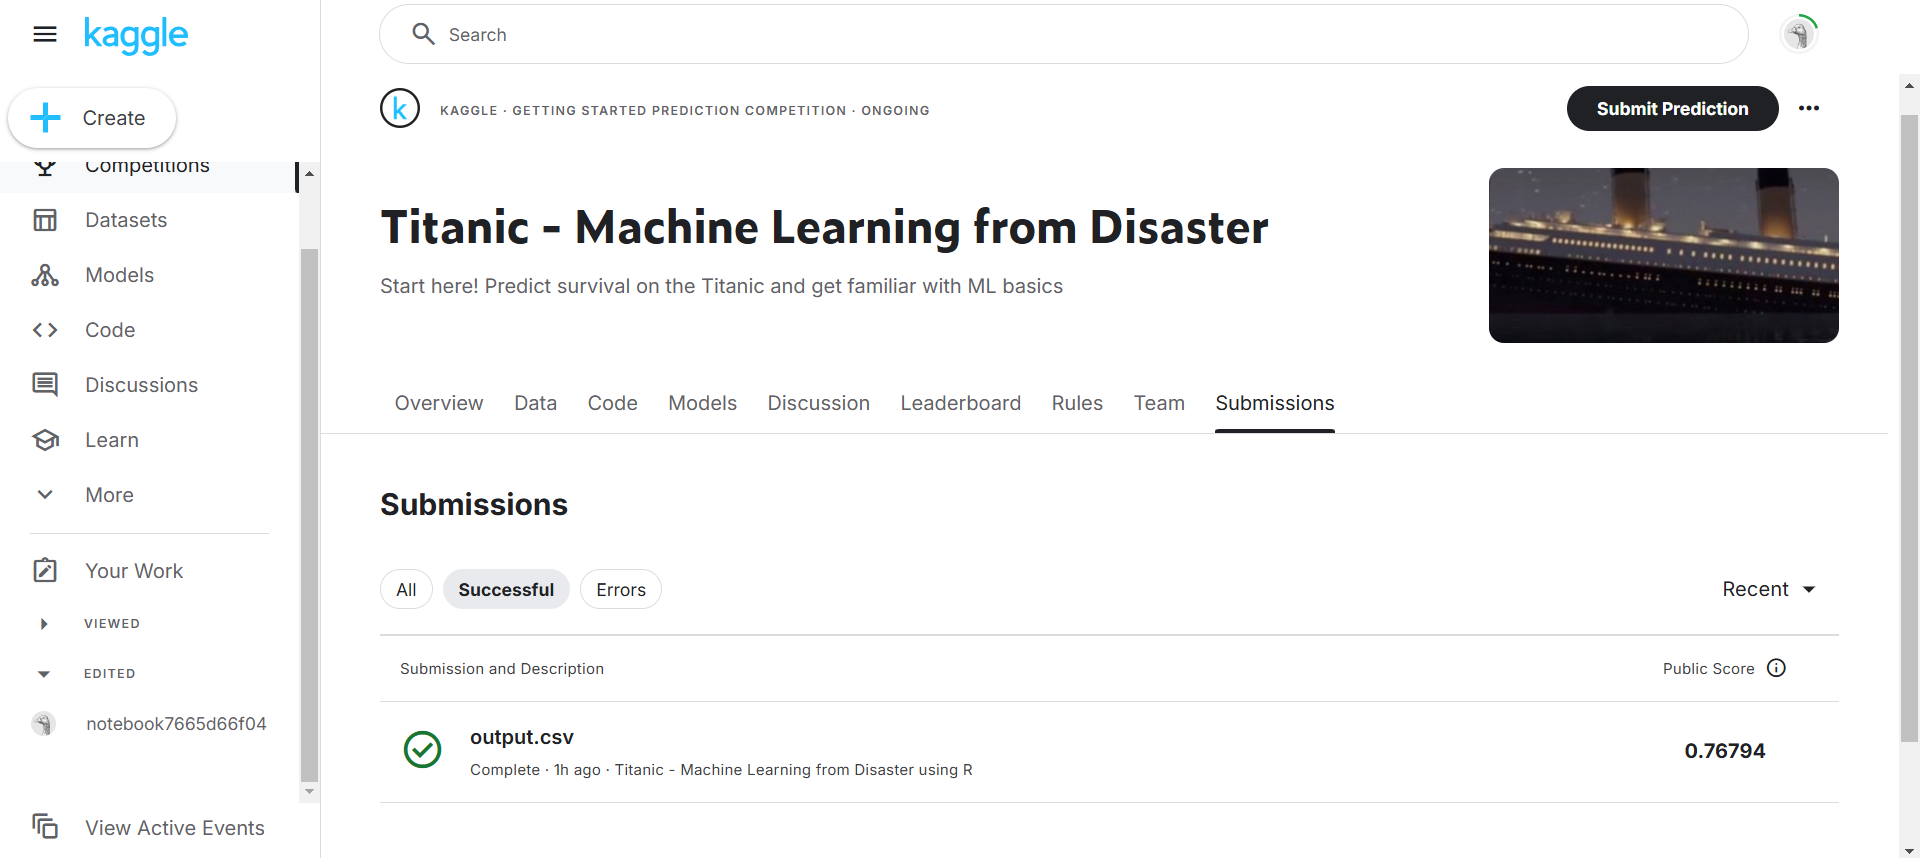 kaggle
Search
Create
Competitions
Datasets
Models
Code
Discussions
Learn
More
Your Work
VIEWED
EDITED
notebook7665d66f04
View Active Events
k
KAGGLE · GETTING STARTED PREDICTION COMPETITION · ONGOING
Submit Prediction
Titanic - Machine Learning from Disaster
Start here! Predict survival on the Titanic and get familiar with ML basics
Overview Data Code Models Discussion Leaderboard Rules Team Submissions
Submissions
All Successful Errors Recent
Submission and Description Public Score
output.csv
Complete · 1h ago · Titanic - Machine Learning from Disaster using R
0.76794